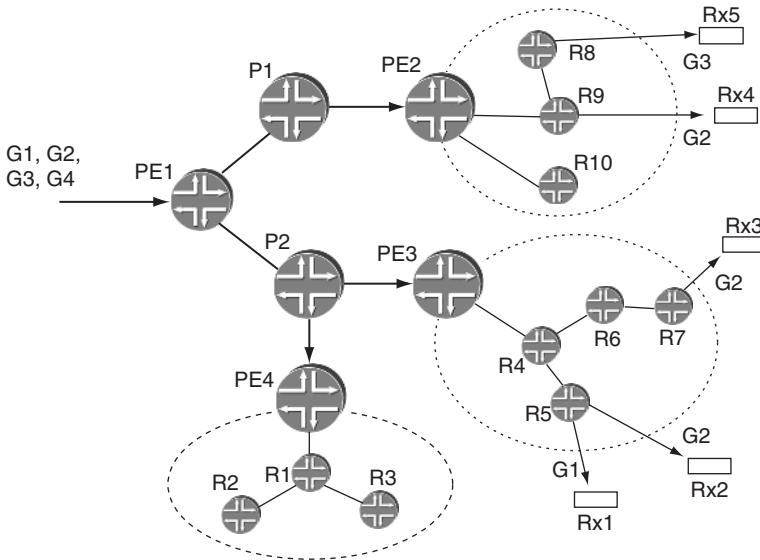 Rx5
R8
G3
P1
PE2
Rx4
R9
G2
G1, G2,
G3, G4
PE1
R10
P2
PE3
Rx3
G2
R6
R7
R4
PE4
R5
G2
G1
Rx2
R1
R2
R3
Rx1